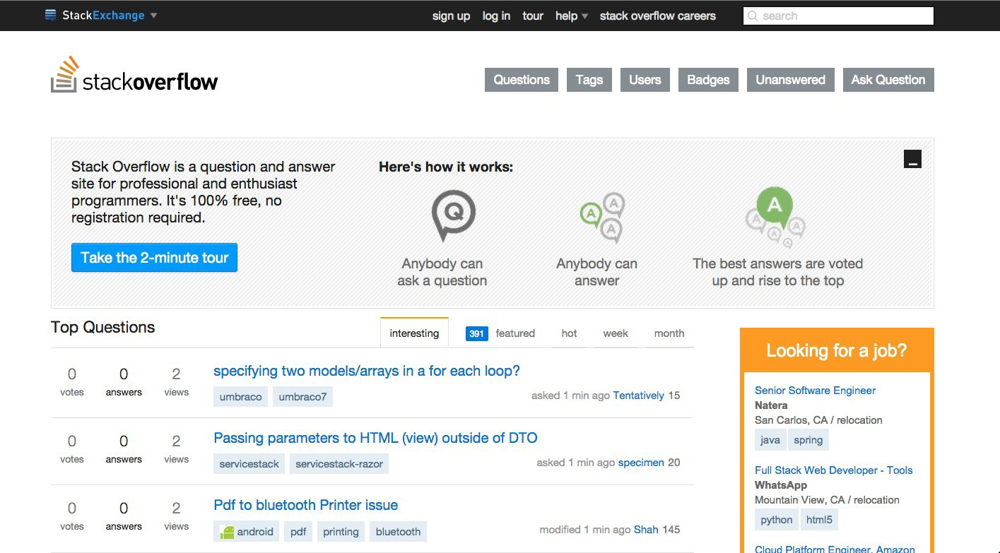 StackExchange
sign up log in tour help stack overflow careers search
stackoverflow
Questions Tags Users Badges Unanswered Ask Question
Stack Overflow is a question and answer
site for professional and enthusiast
programmers. It's 100% free, no
registration required.
Take the 2-minute tour
Here's how it works:
Q
Anybody can
ask a question
A A A
Anybody can
answer
A A A A A
The best answers are voted
up and rise to the top
Top Questions
interesting 391 featured hot week month
0 votes 0 answers 2 views
specifying two models/arrays in a for each loop?
umbraco umbraco7
asked 1 min ago Tentatively 15
0 votes 0 answers 2 views
Passing parameters to HTML (view) outside of DTO
servicestack servicestack-razor
asked 1 min ago specimen 20
0 votes 0 answers 2 views
Pdf to bluetooth Printer issue
android pdf printing bluetooth
modified 1 min ago Shah 145
Looking for a job?
Senior Software Engineer
Natera
San Carlos, CA / relocation
java spring
Full Stack Web Developer - Tools
WhatsApp
Mountain View, CA / relocation
python html5
Cloud Platform Engineer, Amazon